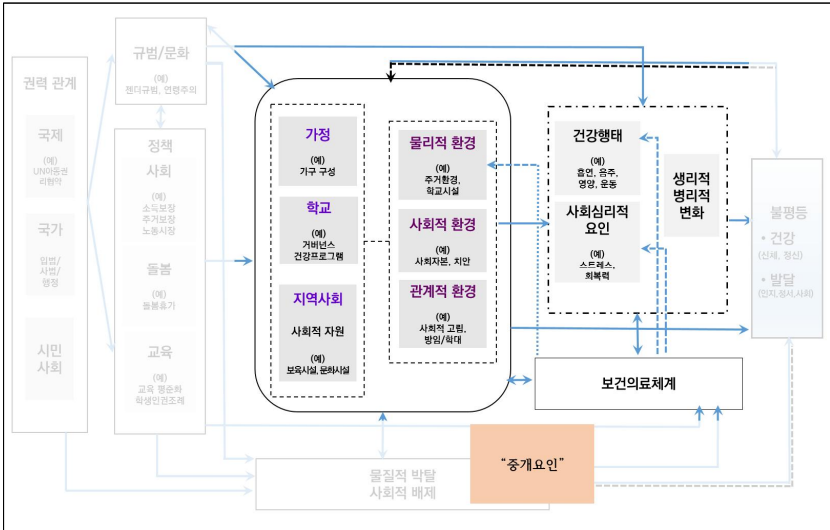 권력 관계
국제
(예)
UN아동권
리협약
국가
입법/
사법/
행정
시민
사회
규범/문화
(예)
젠더규범, 연령주의
정책
사회
(예)
소득보장
주거보장
노동시장
돌봄
(예)
돌봄휴가
교육
(예)
교육 평준화
학생인권조례
가정
(예)
가구 구성
학교
(예)
거버넌스
건강프로그램
지역사회
사회적 자원
(예)
보육시설, 문화시설
물리적 환경
(예)
주거환경,
학교시설
사회적 환경
(예)
사회자본, 치안
관계적 환경
(예)
사회적 고립,
방임/학대
건강행태
(예)
흡연, 음주,
영양, 운동
사회심리적
요인
(예)
스트레스,
회복력
생리적
병리적
변화
보건의료체계
불평등
• 건강
(신체, 정신)
• 발달
(인지,정서,사회)
물질적 박탈
사회적 배제
“중개요인”